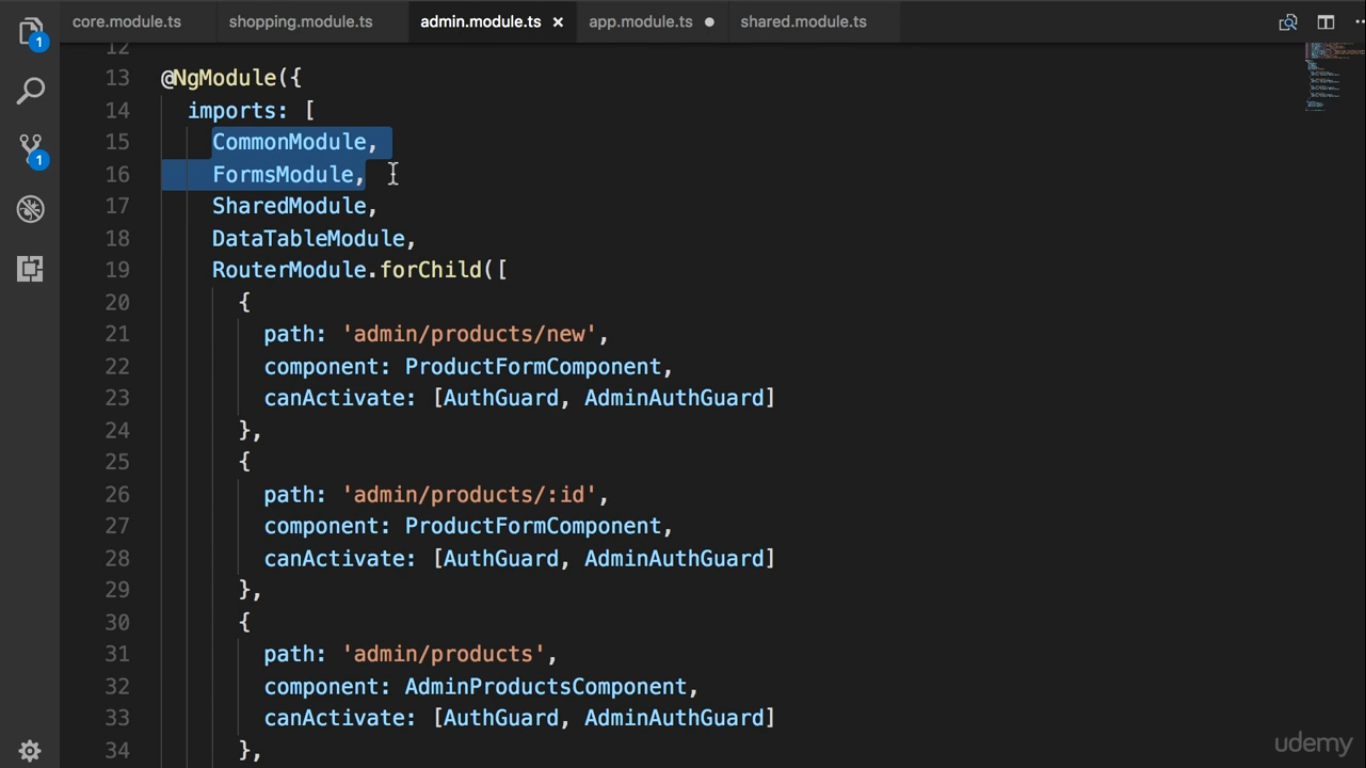 core.module.ts shopping.module.ts admin.module.ts × app.module.ts ● shared.module.ts
1
1
12
13 @NgModule({
14 imports: [
15 CommonModule,
16 FormsModule,
17 SharedModule,
18 DataTableModule,
19 RouterModule.forChild([
20 {
21 path: 'admin/products/new',
22 component: ProductFormComponent,
23 canActivate: [AuthGuard, AdminAuthGuard]
24 },
25 {
26 path: 'admin/products/:id',
27 component: ProductFormComponent,
28 canActivate: [AuthGuard, AdminAuthGuard]
29 },
30 {
31 path: 'admin/products',
32 component: AdminProductsComponent,
33 canActivate: [AuthGuard, AdminAuthGuard]
34 },
udemy